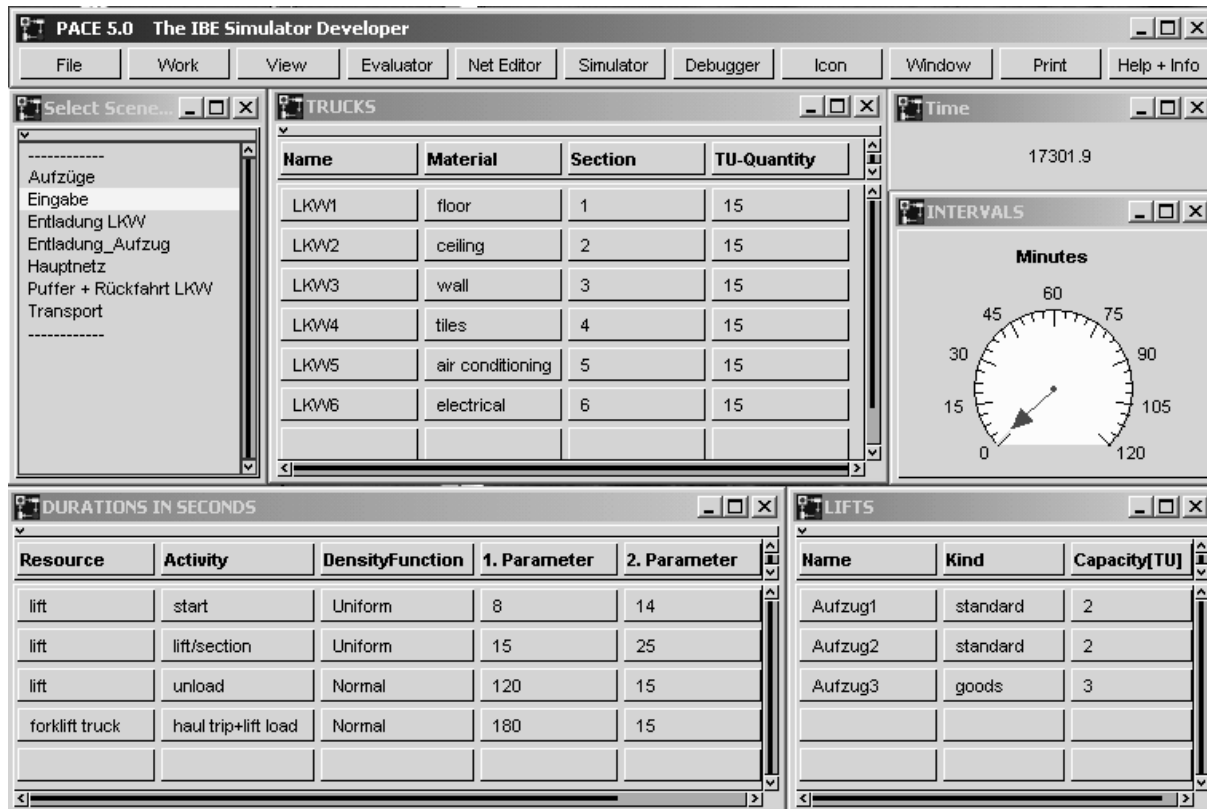 PACE 5.0 The IBE Simulator Developer
File Work View Evaluator Net Editor Simulator Debugger Icon Window Print Help + Info
Select Scene...
------------
Aufzüge
Eingabe
Entladung LKW
Entladung_Aufzug
Hauptnetz
Puffer + Rückfahrt LKW
Transport
------------
TRUCKS
Name Material Section TU-Quantity
LKW1 floor 1 15
LKW2 ceiling 2 15
LKW3 wall 3 15
LKW4 tiles 4 15
LKW5 air conditioning 5 15
LKW6 electrical 6 15
Time
17301.9
INTERVALS
Minutes
0 15 30 45 60 75 90 105 120
DURATIONS IN SECONDS
Resource Activity DensityFunction 1. Parameter 2. Parameter
lift start Uniform 8 14
lift lift/section Uniform 15 25
lift unload Normal 120 15
forklift truck haul trip+lift load Normal 180 15
LIFTS
Name Kind Capacity[TU]
Aufzug1 standard 2
Aufzug2 standard 2
Aufzug3 goods 3